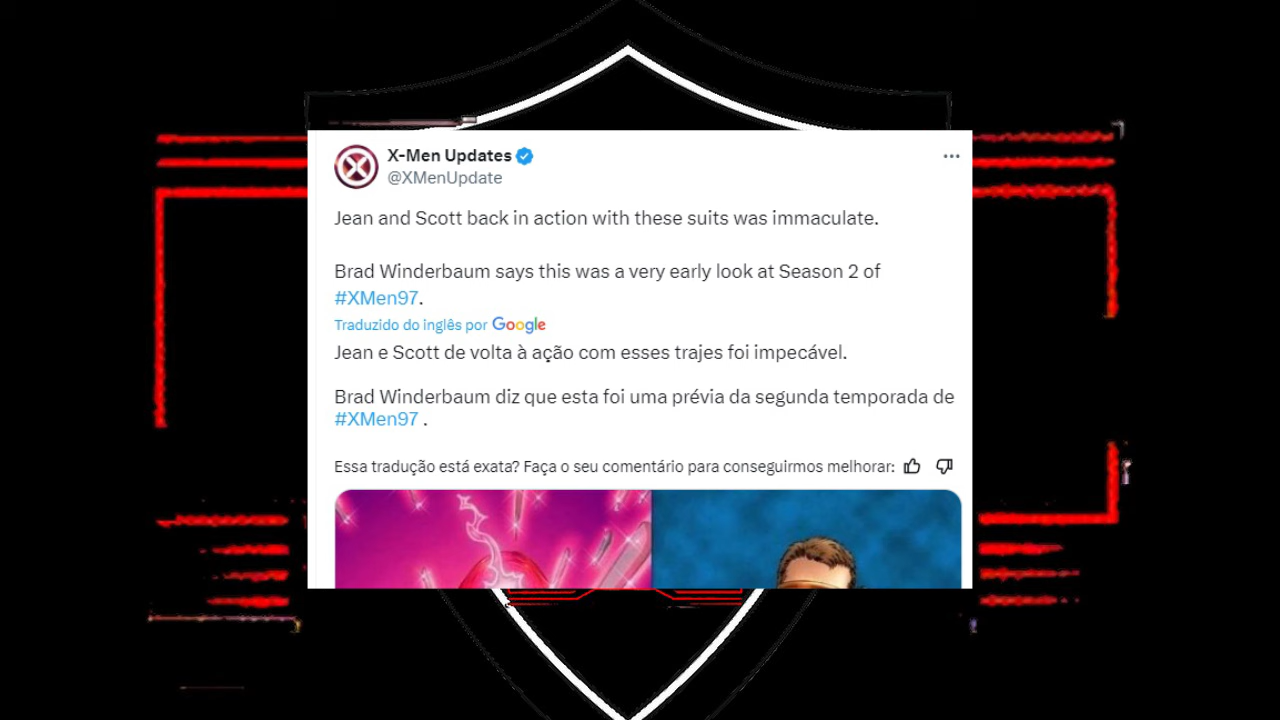 X-Men Updates
@XMenUpdate
Jean and Scott back in action with these suits was immaculate.
Brad Winderbaum says this was a very early look at Season 2 of
#XMen97.
Traduzido do inglês por Google
Jean e Scott de volta à ação com esses trajes foi impecável.
Brad Winderbaum diz que esta foi uma prévia da segunda temporada de
#XMen97 .
Essa tradução está exata? Faça o seu comentário para conseguirmos melhorar: